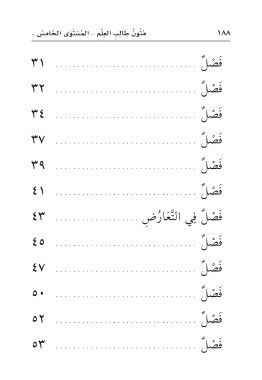 ١٨٨ مُتُونُ طَالِبِ العِلْمِ - المُسْتَوَى الخَامِسُ -
فَصْلٌ ............................ ٣١
فَصْلٌ ............................ ٣٢
فَصْلٌ ............................ ٣٤
فَصْلٌ ............................ ٣٧
فَصْلٌ ............................ ٣٩
فَصْلٌ ............................ ٤١
فَصْلٌ فِي التَّعَارُضِ ................ ٤٣
فَصْلٌ ............................ ٤٥
فَصْلٌ ............................ ٤٧
فَصْلٌ ............................ ٥٠
فَصْلٌ ............................ ٥٢
فَصْلٌ ............................ ٥٣